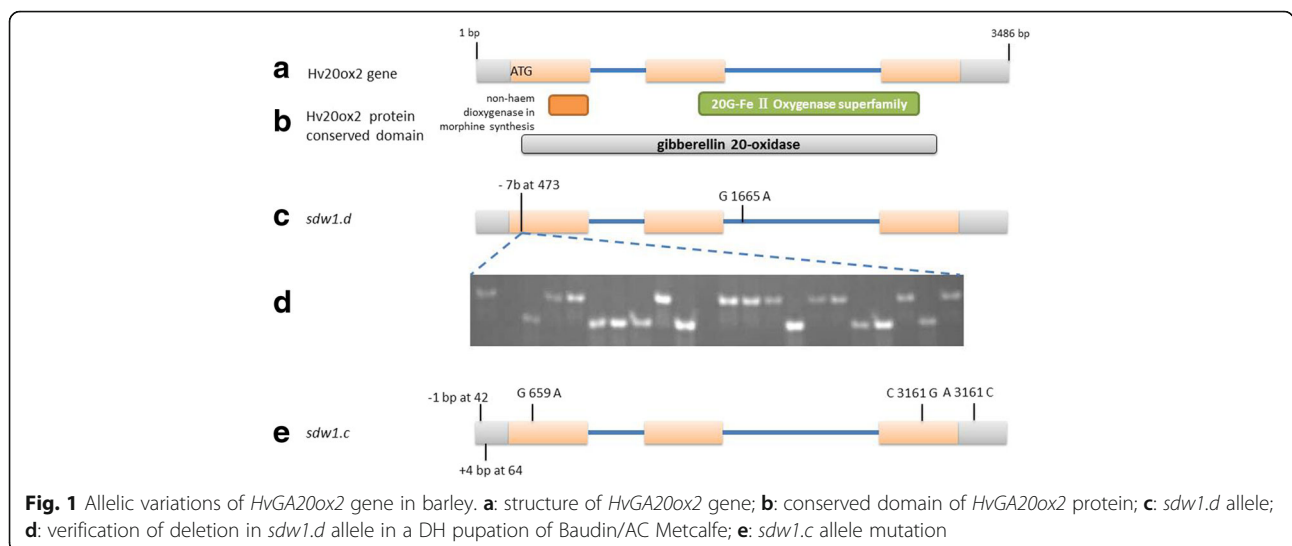 1 bp
3486 bp
a
Hv20ox2 gene
ATG
b
Hv20ox2 protein
conserved domain
non-haem
dioxygenase in
morphine synthesis
20G-Fe II Oxygenase superfamily
gibberellin 20-oxidase
- 7b at 473
G 1665 A
c
sdw1.d
d
-1 bp at 42
G 659 A
C 3161 G
A 3161 C
e
sdw1.c
+4 bp at 64
Fig. 1 Allelic variations of HvGA20ox2 gene in barley. a: structure of HvGA20ox2 gene; b: conserved domain of HvGA20ox2 protein; c: sdw1.d allele;
d: verification of deletion in sdw1.d allele in a DH pupation of Baudin/AC Metcalfe; e: sdw1.c allele mutation